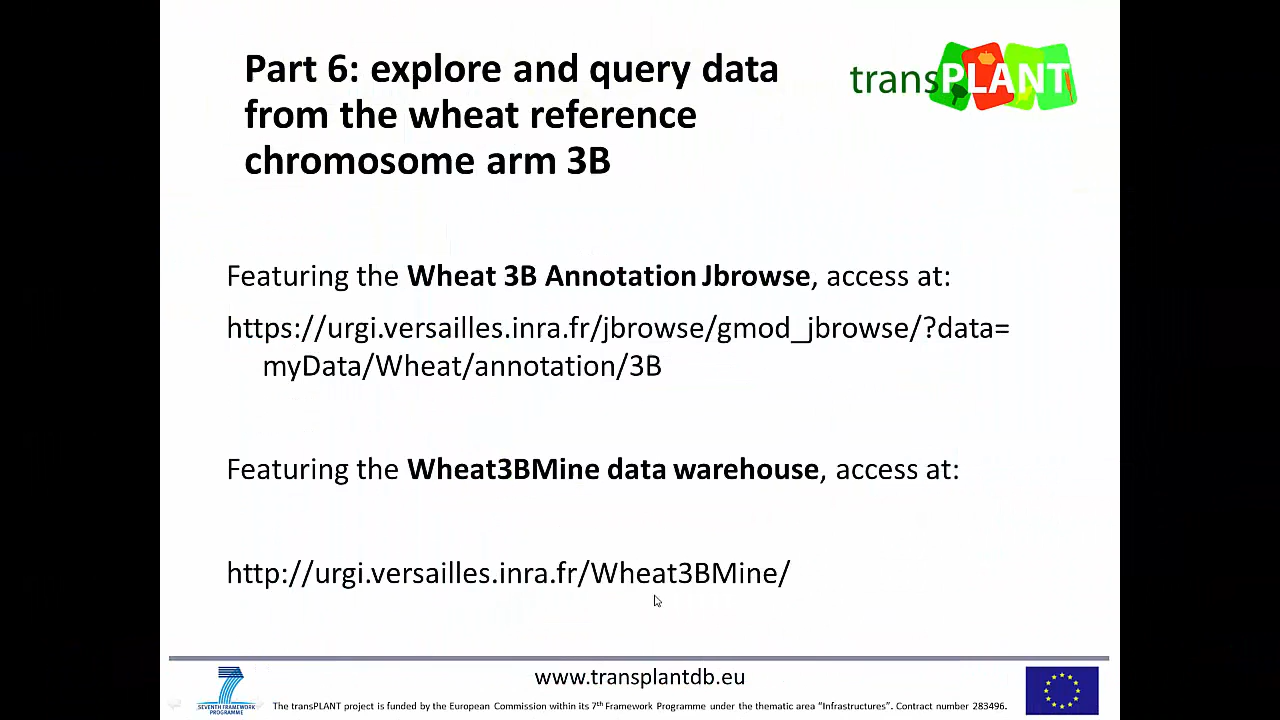 Part 6: explore and query data
from the wheat reference
chromosome arm 3B
transPLANT
Featuring the Wheat 3B Annotation Jbrowse, access at:
https://urgi.versailles.inra.fr/jbrowse/gmod_jbrowse/?data=
myData/Wheat/annotation/3B
Featuring the Wheat3BMine data warehouse, access at:
http://urgi.versailles.inra.fr/Wheat3BMine/
www.transplantdb.eu
SEVENTH FRAMEWORK
PROGRAMME
The transPLANT project is funded by the European Commission within its 7th Framework Programme under the thematic area “Infrastructures”. Contract number 283496.